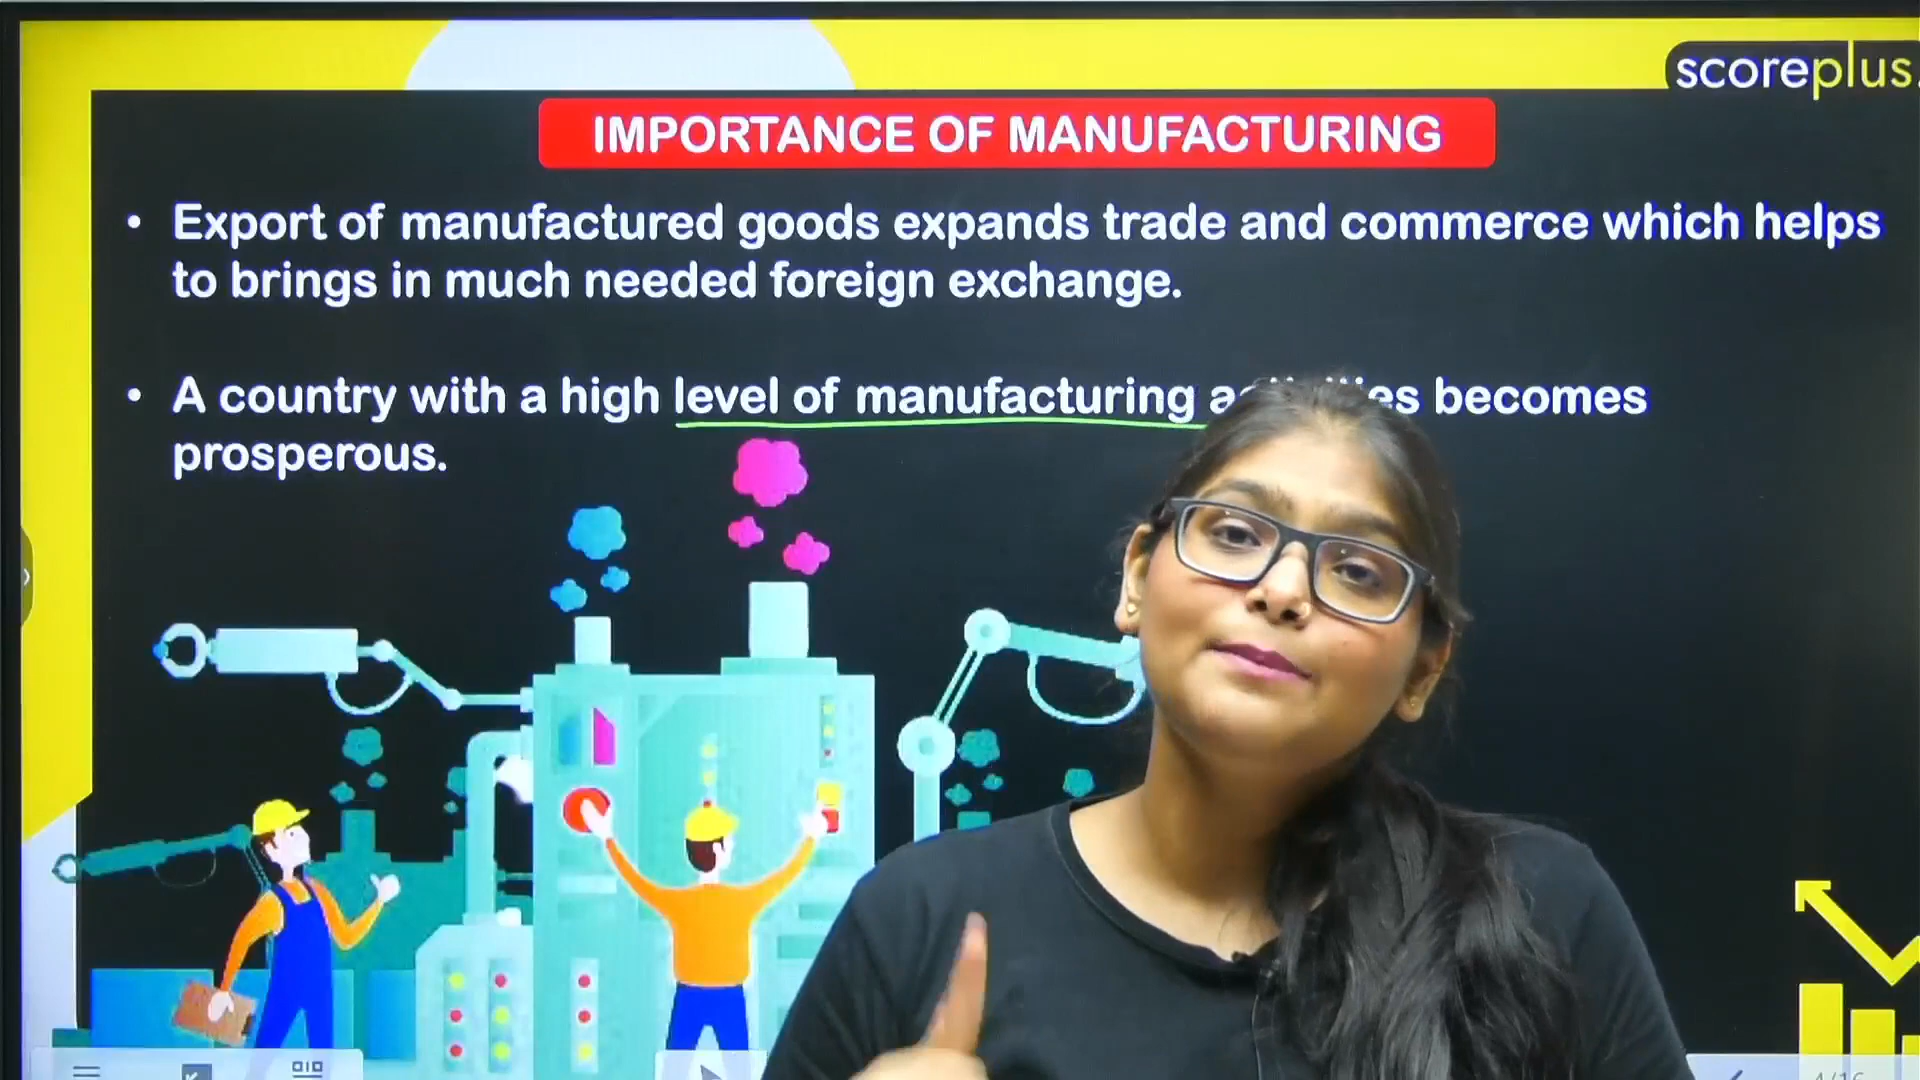 scoreplus.
IMPORTANCE OF MANUFACTURING
• Export of manufactured goods expands trade and commerce which helps
to brings in much needed foreign exchange.
• A country with a high level of manufacturing becomes
prosperous.